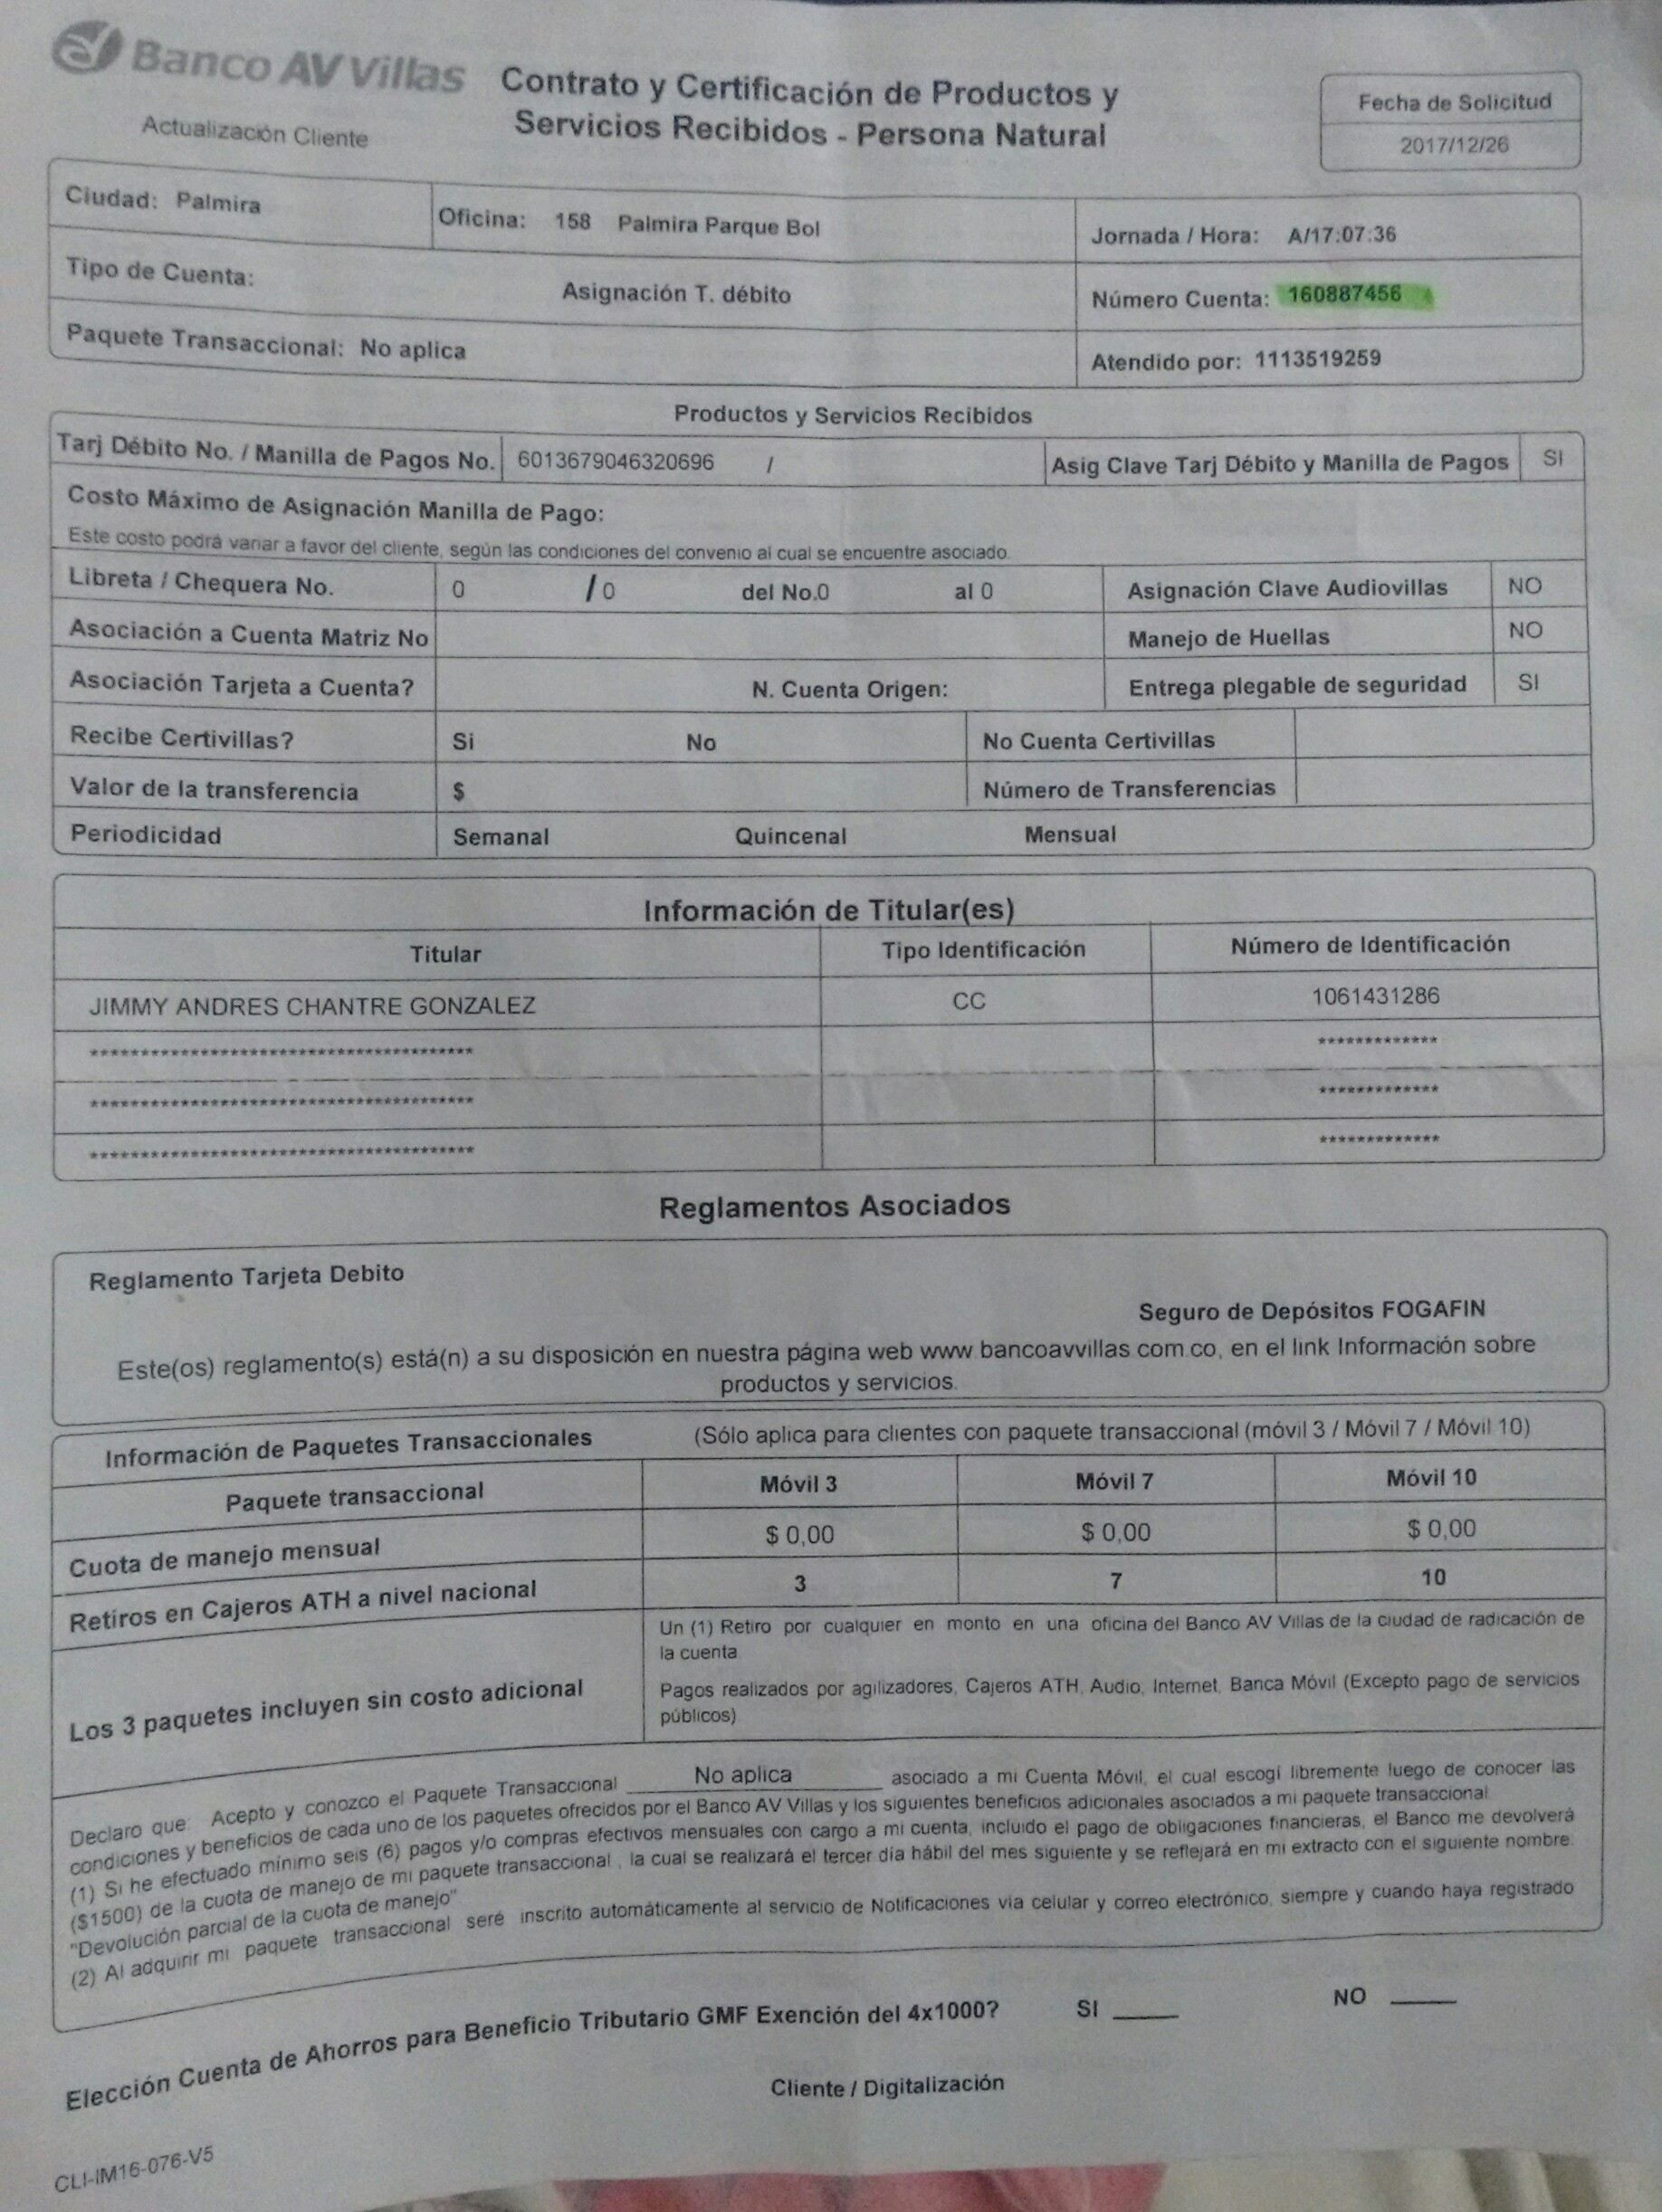 Banco AV Villas
Actualización Cliente
Contrato y Certificación de Productos y
Servicios Recibidos - Persona Natural
Fecha de Solicitud
2017/12/26
Ciudad: Palmira
Oficina: 158 Palmira Parque Bol
Jornada / Hora: A/17:07:36
Tipo de Cuenta:
Asignación T. débito
Número Cuenta: 160887456
Paquete Transaccional: No aplica
Atendido por: 1113519259
Productos y Servicios Recibidos
Tarj Débito No. / Manilla de Pagos No. 6013679046320696 /
Asig Clave Tarj Débito y Manilla de Pagos SI
Costo Máximo de Asignación Manilla de Pago:
Este costo podrá variar a favor del cliente, según las condiciones del convenio al cual se encuentre asociado.
Libreta / Chequera No. 0 / 0 del No.0 al 0
Asignación Clave Audiovillas NO
Asociación a Cuenta Matriz No
Manejo de Huellas NO
Asociación Tarjeta a Cuenta? N. Cuenta Origen:
Entrega plegable de seguridad SI
Recibe Certivillas? Si No No Cuenta Certivillas
Valor de la transferencia $ Número de Transferencias
Periodicidad Semanal Quincenal Mensual
Información de Titular(es)
Titular Tipo Identificación Número de Identificación
JIMMY ANDRES CHANTRE GONZALEZ CC 1061431286
***************************************** *************
***************************************** *************
***************************************** *************
Reglamentos Asociados
Reglamento Tarjeta Debito
Seguro de Depósitos FOGAFIN
Este(os) reglamento(s) está(n) a su disposición en nuestra página web www.bancoavvillas.com.co, en el link Información sobre
productos y servicios.
Información de Paquetes Transaccionales (Sólo aplica para clientes con paquete transaccional (móvil 3 / Móvil 7 / Móvil 10)
Paquete transaccional Móvil 3 Móvil 7 Móvil 10
Cuota de manejo mensual $ 0,00 $ 0,00 $ 0,00
Retiros en Cajeros ATH a nivel nacional 3 7 10
Los 3 paquetes incluyen sin costo adicional
Un (1) Retiro por cualquier en monto en una oficina del Banco AV Villas de la ciudad de radicación de
la cuenta
Pagos realizados por agilizadores, Cajeros ATH, Audio, Internet, Banca Móvil (Excepto pago de servicios
públicos)
Declaro que: Acepto y conozco el Paquete Transaccional No aplica asociado a mi Cuenta Móvil, el cual escogí libremente luego de conocer las
condiciones y beneficios de cada uno de los paquetes ofrecidos por el Banco AV Villas y los siguientes beneficios adicionales asociados a mi paquete transaccional
(1) Si he efectuado mínimo seis (6) pagos y/o compras efectivos mensuales con cargo a mi cuenta, incluido el pago de obligaciones financieras, el Banco me devolverá
($1500) de la cuota de manejo de mi paquete transaccional , la cual se realizará el tercer día hábil del mes siguiente y se reflejará en mi extracto con el siguiente nombre:
"Devolución parcial de la cuota de manejo"
(2) Al adquirir mi paquete transaccional seré inscrito automáticamente al servicio de Notificaciones vía celular y correo electrónico, siempre y cuando haya registrado
Elección Cuenta de Ahorros para Beneficio Tributario GMF Exención del 4x1000? SI ____ NO ____
Cliente / Digitalización
CLI-IM16-076-V5